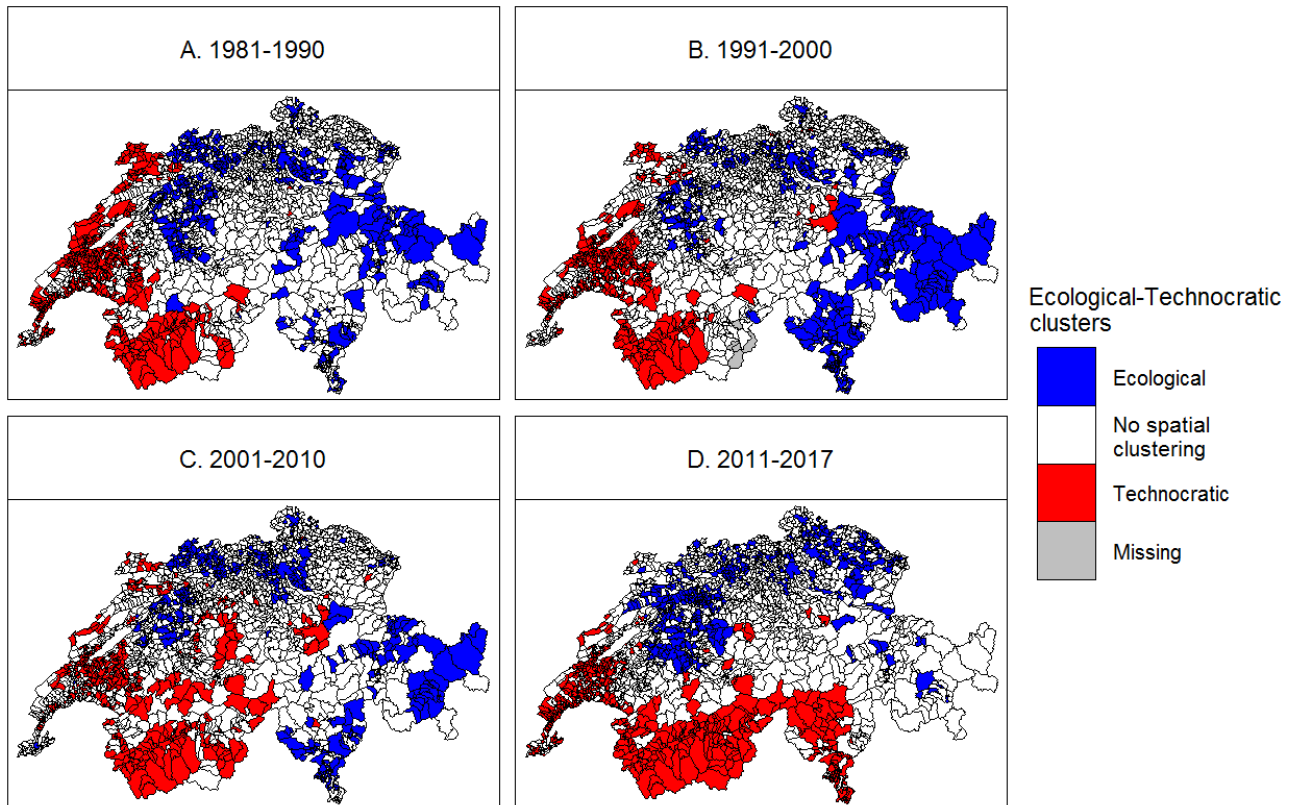 A. 1981-1990
B. 1991-2000
C. 2001-2010
D. 2011-2017
Ecological-Technocratic
clusters
Ecological
No spatial
clustering
Technocratic
Missing